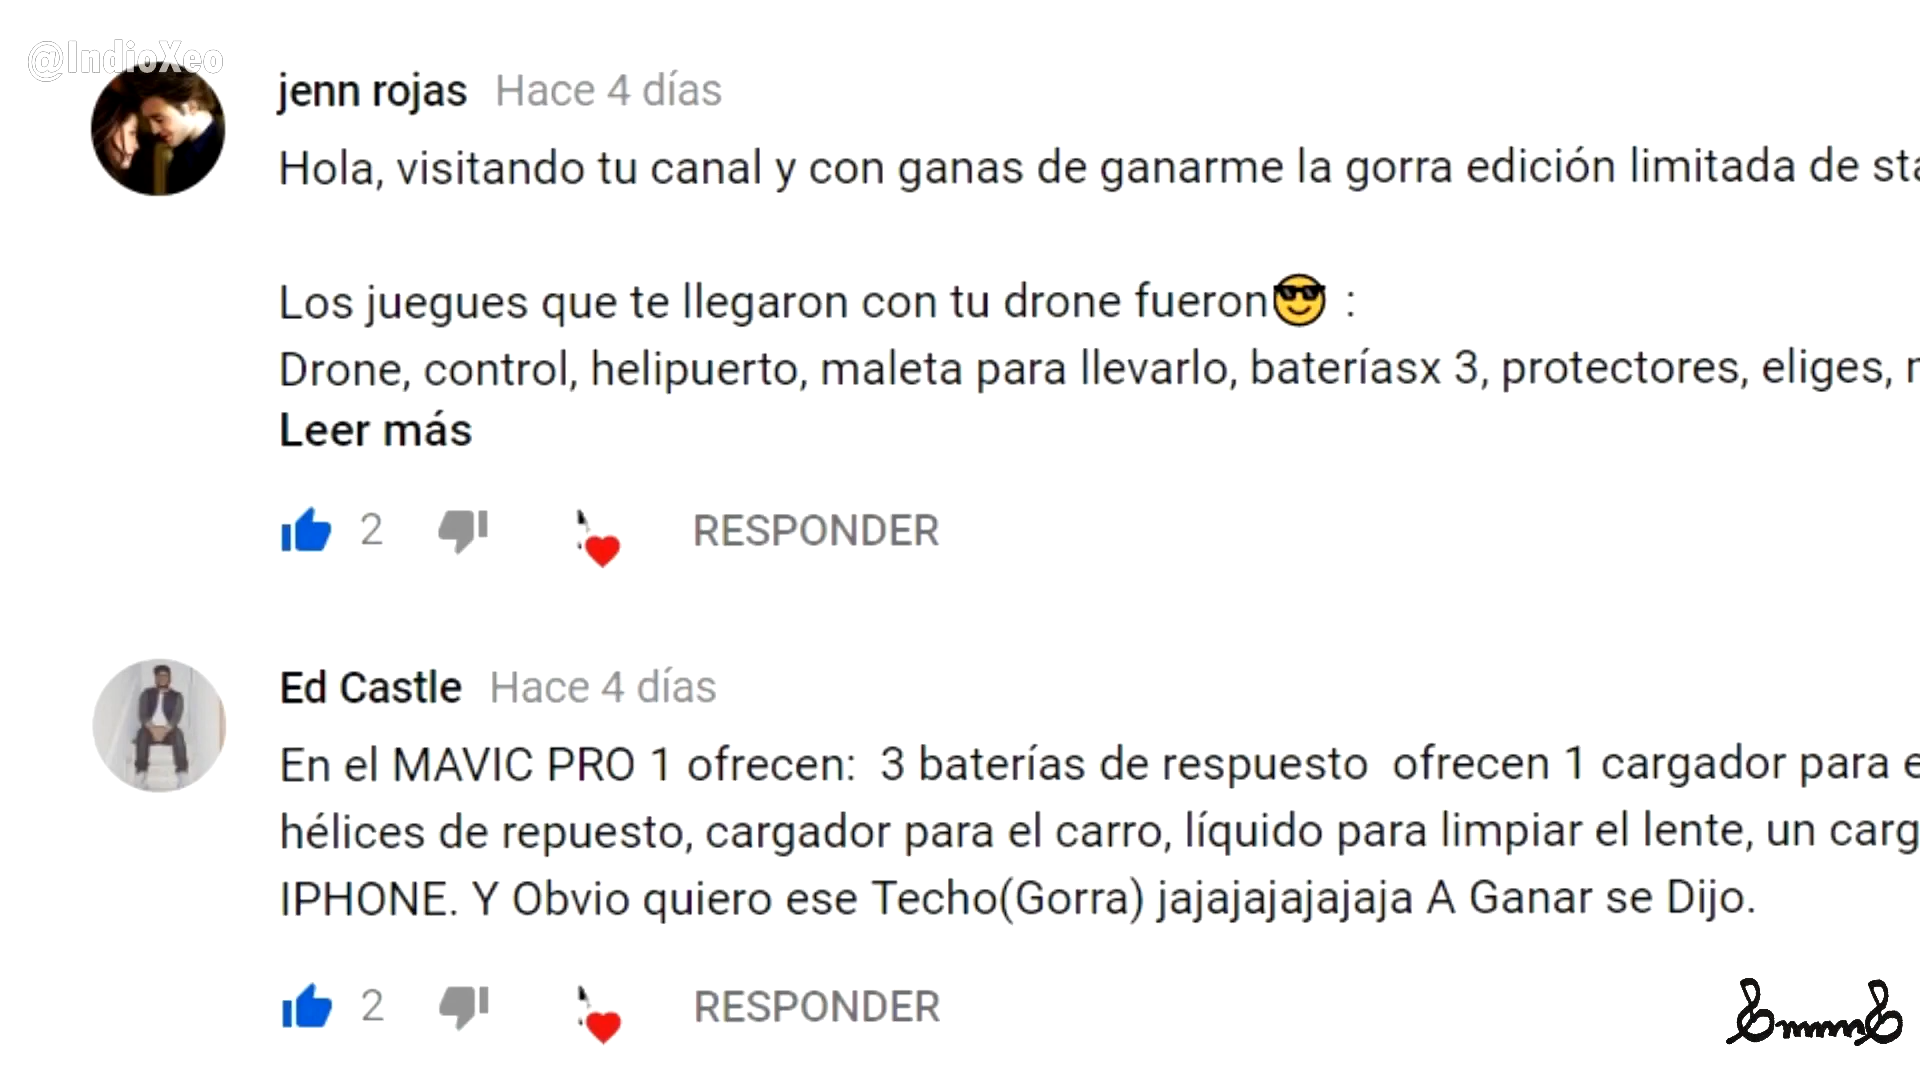 @IndioXeo
jenn rojas Hace 4 días
Hola, visitando tu canal y con ganas de ganarme la gorra edición limitada de
Los juegues que te llegaron con tu drone fueron😎 :
Drone, control, helipuerto, maleta para llevarlo, bateríasx 3, protectores, eliges,
Leer más
2 RESPONDER
Ed Castle Hace 4 días
En el MAVIC PRO 1 ofrecen: 3 baterías de respuesto ofrecen 1 cargador para
hélices de repuesto, cargador para el carro, líquido para limpiar el lente, un
IPHONE. Y Obvio quiero ese Techo(Gorra) jajajajajajaja A Ganar se Dijo.
2 RESPONDER